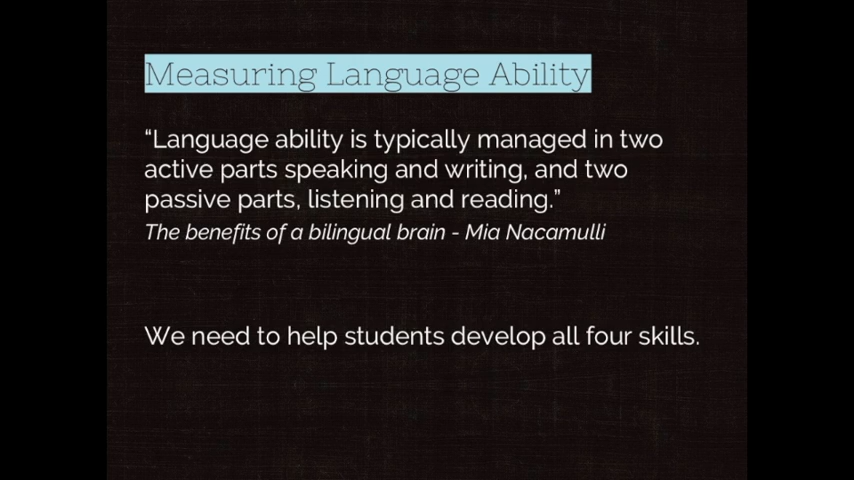 Measuring Language Ability
“Language ability is typically managed in two
active parts speaking and writing, and two
passive parts, listening and reading.”
The benefits of a bilingual brain - Mia Nacamulli
We need to help students develop all four skills.